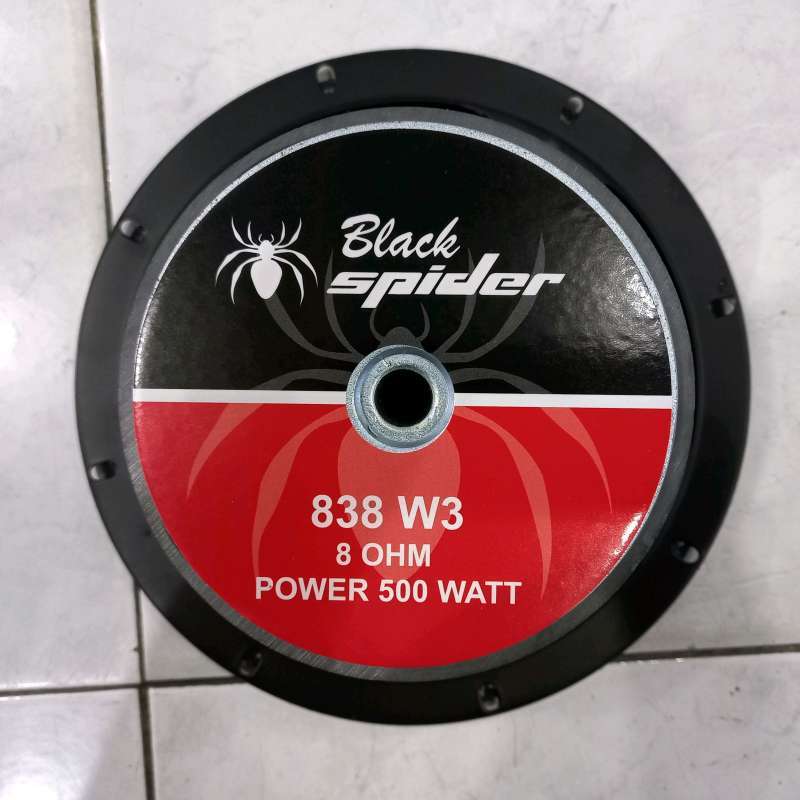 Black
spider
838 W3
8 OHM
POWER 500 WATT